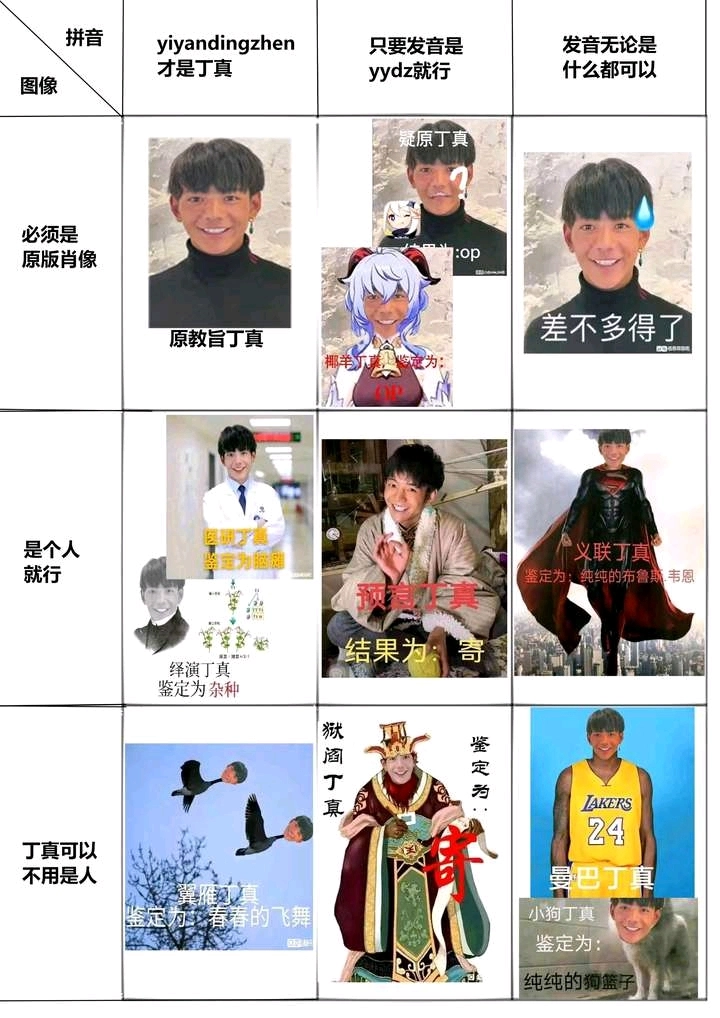 拼音
图像
yiyandingzhen
才是丁真
只要发音是
yydz就行
发音无论是
什么都可以
必须是
原版肖像
原教旨丁真
疑原丁真
?
结果为:op
椰羊丁真,鉴定为:
OP
差不多得了
是个人
就行
医研丁真
鉴定为脑瘫
绎演丁真
鉴定为杂种
预言丁真
结果为: 寄
义联丁真
鉴定为:纯纯的布鲁斯.韦恩
丁真可以
不用是人
翼雁丁真
鉴定为:春春的飞舞
狱阎丁真
鉴定为:
寄
LAKERS
24
曼巴丁真
小狗丁真
鉴定为:
纯纯的狗篮子